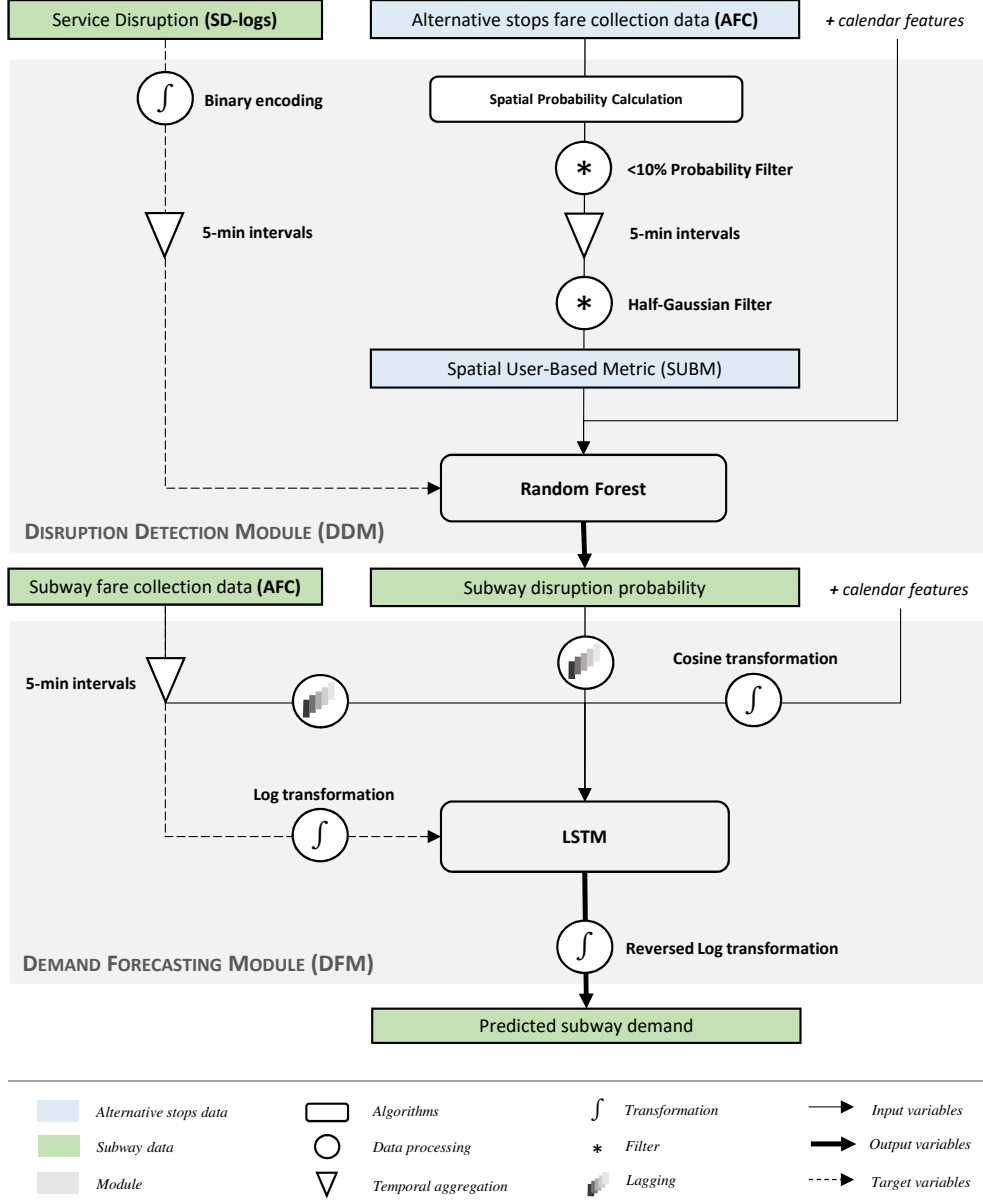 Service Disruption (SD-logs)
Alternative stops fare collection data (AFC)
+ calendar features
Binary encoding
Spatial Probability Calculation
* <10% Probability Filter
5-min intervals
5-min intervals
* Half-Gaussian Filter
Spatial User-Based Metric (SUBM)
Random Forest
DISRUPTION DETECTION MODULE (DDM)
Subway fare collection data (AFC)
Subway disruption probability
+ calendar features
Cosine transformation
5-min intervals
Log transformation
LSTM
Reversed Log transformation
DEMAND FORECASTING MODULE (DFM)
Predicted subway demand
Alternative stops data
Algorithms
∫ Transformation
Input variables
Subway data
Data processing
* Filter
Output variables
Module
Temporal aggregation
Lagging
Target variables